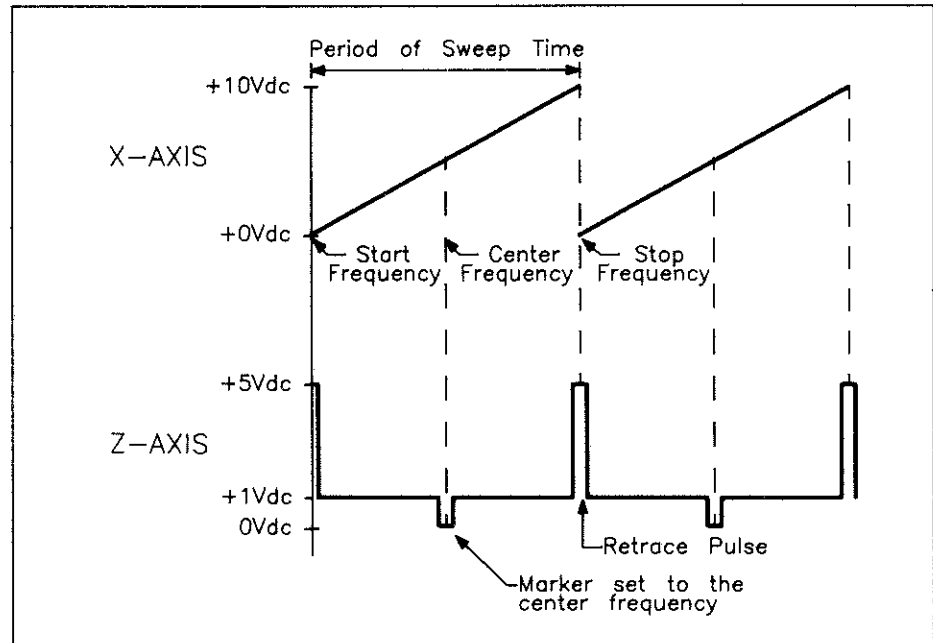 Period of Sweep Time
+10Vdc
X-AXIS
+0Vdc
Start
Frequency
Center
Frequency
Stop
Frequency
+5Vdc
Z-AXIS
+1Vdc
0Vdc
Retrace Pulse
Marker set to the
center frequency